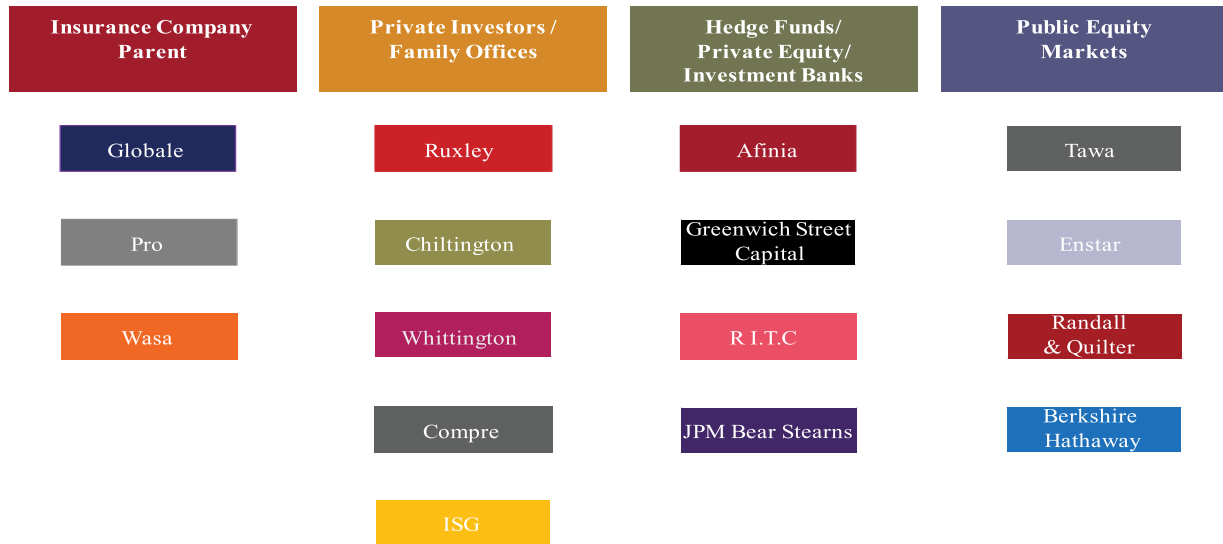 Insurance Company
Parent
Private Investors /
Family Offices
Hedge Funds/
Private Equity/
Investment Banks
Public Equity
Markets
Globale
Ruxley
Afinia
Tawa
Pro
Chiltington
Greenwich Street
Capital
Enstar
Wasa
Whittington
R I.T.C
Randall
& Quilter
Compre
JPM Bear Stearns
Berkshire
Hathaway
ISG